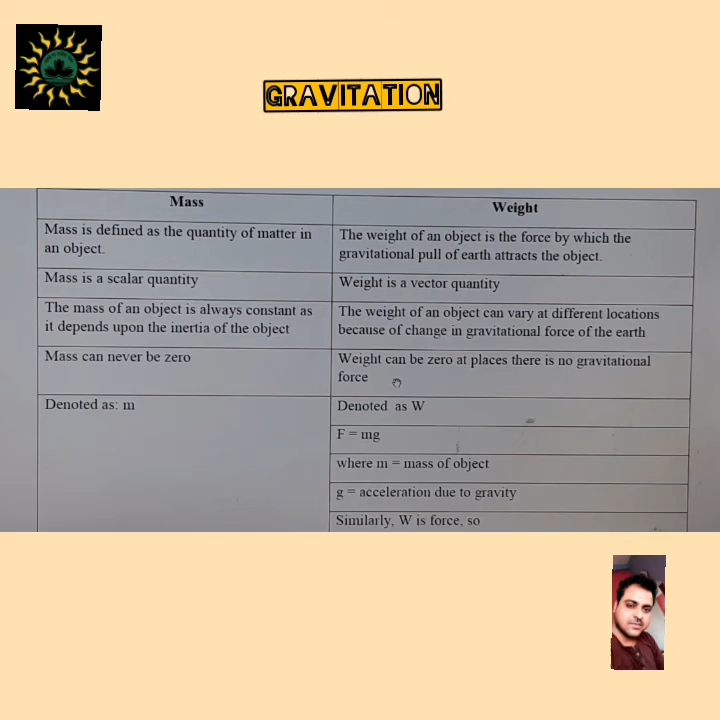 GRAVITATION
Mass
Weight
Mass is defined as the quantity of matter in
an object.
The weight of an object is the force by which the
gravitational pull of earth attracts the object.
Mass is a scalar quantity
Weight is a vector quantity
The mass of an object is always constant as
it depends upon the inertia of the object
The weight of an object can vary at different locations
because of change in gravitational force of the earth
Mass can never be zero
Weight can be zero at places there is no gravitational
force
Denoted as: m
Denoted as W
F = mg
where m = mass of object
g = acceleration due to gravity
Similarly, W is force, so